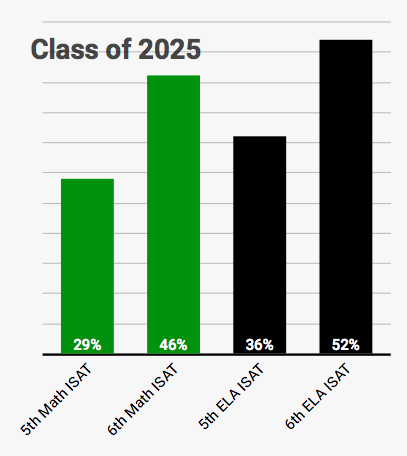 Class of 2025
29%
46%
36%
52%
5th Math ISAT
6th Math ISAT
5th ELA ISAT
6th ELA ISAT